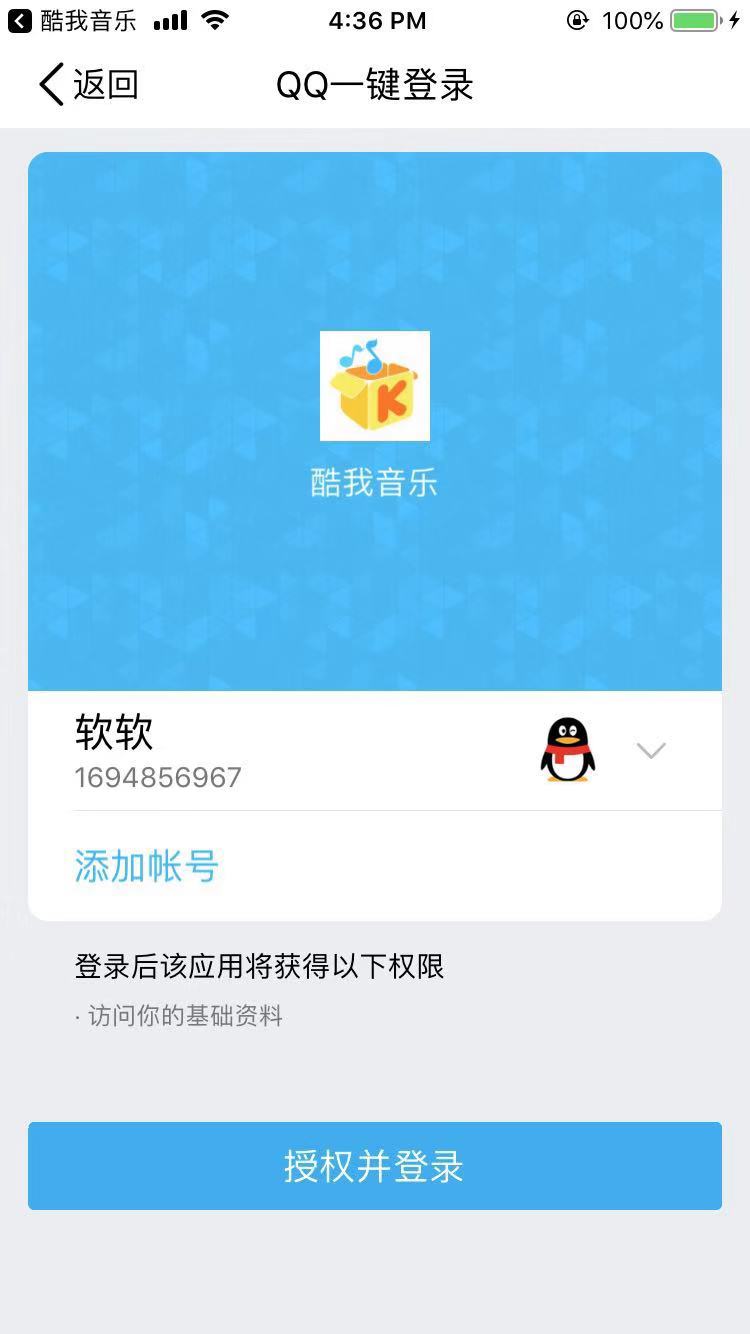 酷我音乐 4:36 PM 100%
返回 QQ一键登录
K
酷我音乐
软软
1694856967
添加帐号
登录后该应用将获得以下权限
· 访问你的基础资料
授权并登录